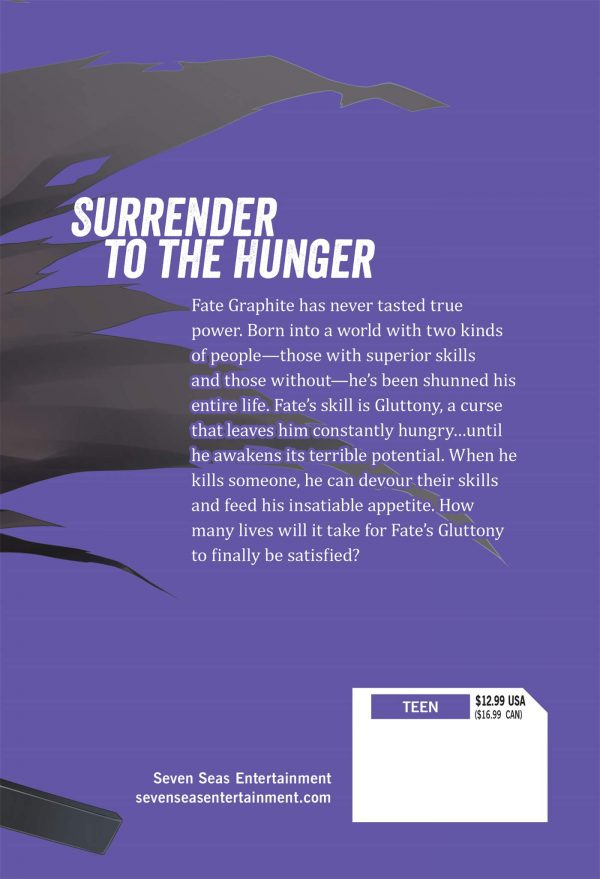 SURRENDER
TO THE HUNGER
Fate Graphite has never tasted true
power. Born into a world with two kinds
of people—those with superior skills
and those without—he’s been shunned his
entire life. Fate’s skill is Gluttony, a curse
that leaves him constantly hungry...until
he awakens its terrible potential. When he
kills someone, he can devour their skills
and feed his insatiable appetite. How
many lives will it take for Fate’s Gluttony
to finally be satisfied?
TEEN
$12.99 USA
($16.99 CAN)
Seven Seas Entertainment
sevenseasentertainment.com